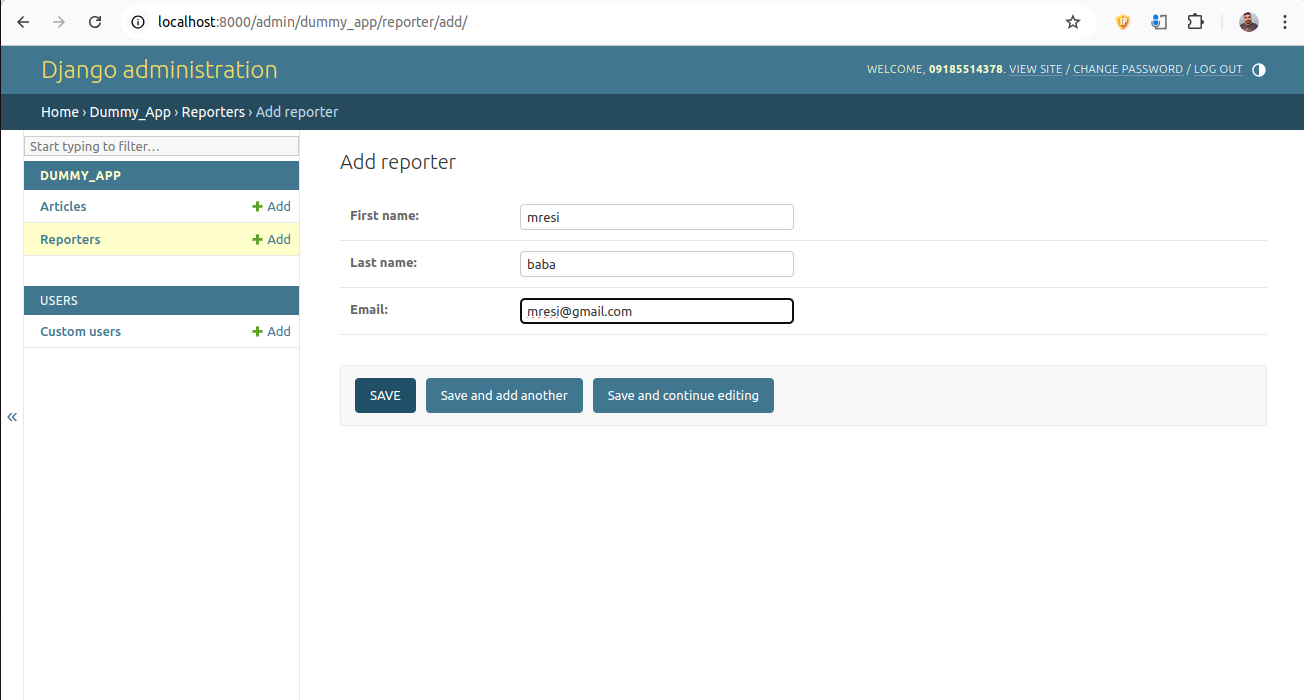 localhost:8000/admin/dummy_app/reporter/add/
Django administration
WELCOME, 09185514378. VIEW SITE / CHANGE PASSWORD / LOG OUT
Home › Dummy_App › Reporters › Add reporter
Start typing to filter…
DUMMY_APP
Articles + Add
Reporters + Add
USERS
Custom users + Add
«
Add reporter
First name: mresi
Last name: baba
Email: mresi@gmail.com
SAVE Save and add another Save and continue editing